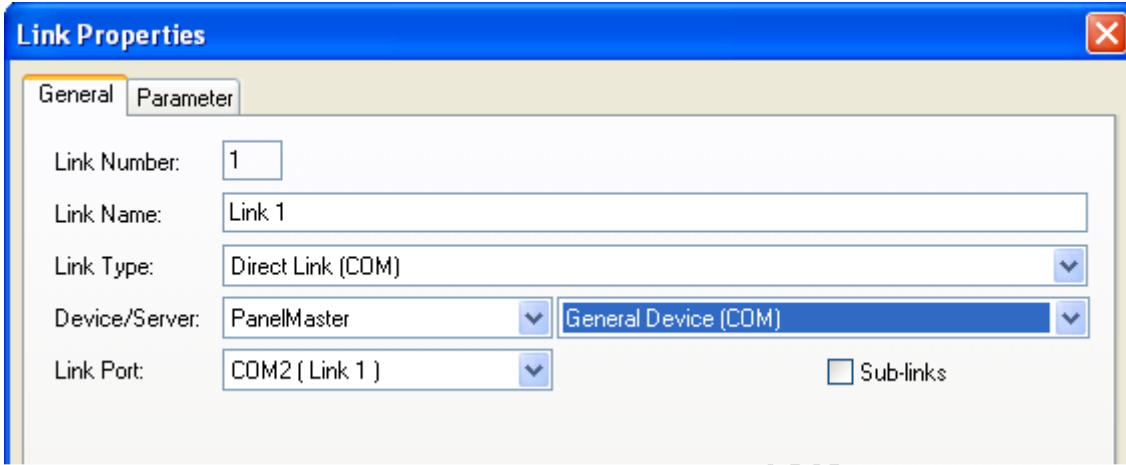 Link Properties
General Parameter
Link Number: 1
Link Name: Link 1
Link Type: Direct Link (COM)
Device/Server: PanelMaster General Device (COM)
Link Port: COM2 ( Link 1 ) Sub-links